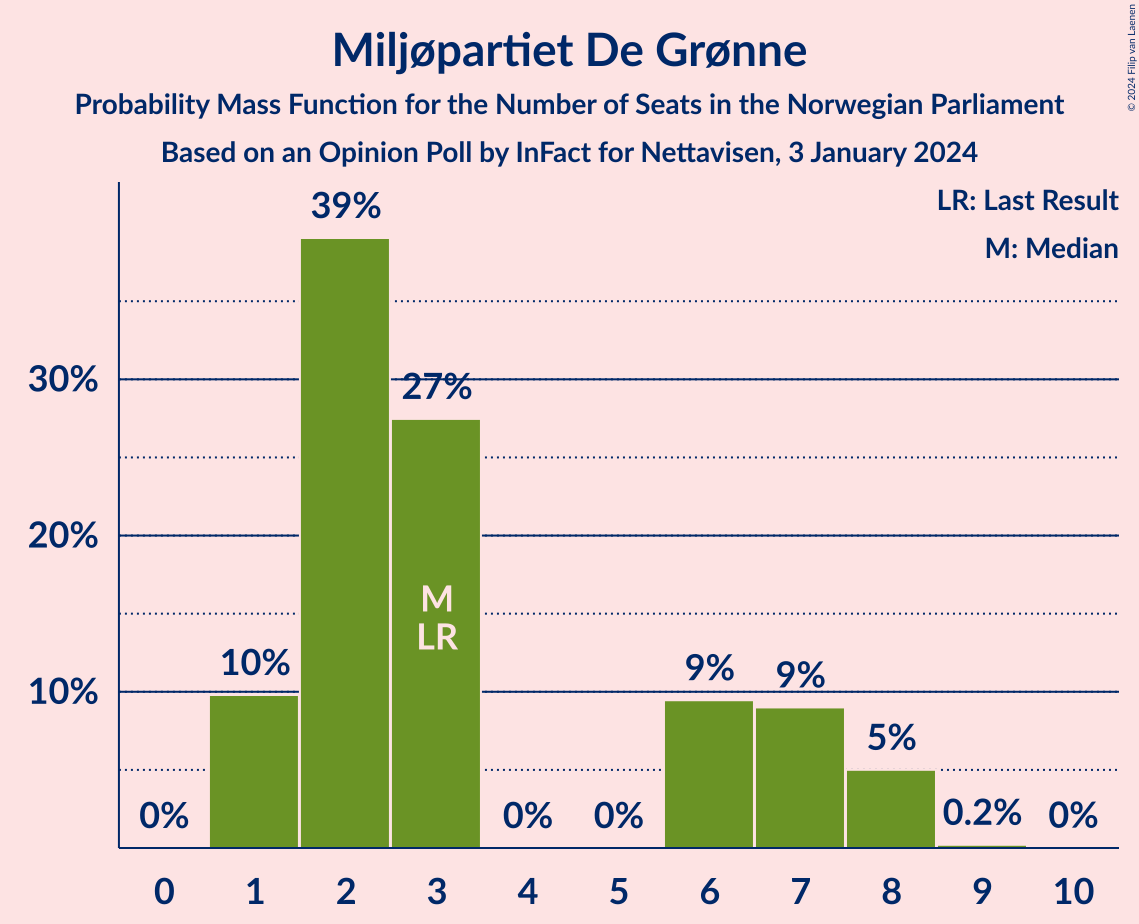 Miljøpartiet De Grønne
Probability Mass Function for the Number of Seats in the Norwegian Parliament
Based on an Opinion Poll by InFact for Nettavisen, 3 January 2024
© 2024 Filip van Laenen
LR: Last Result
M: Median
39%
30%
27%
20%
M
LR
10%
10%
9%
9%
5%
0%
0%
0%
0.2%
0%
0 1 2 3 4 5 6 7 8 9 10